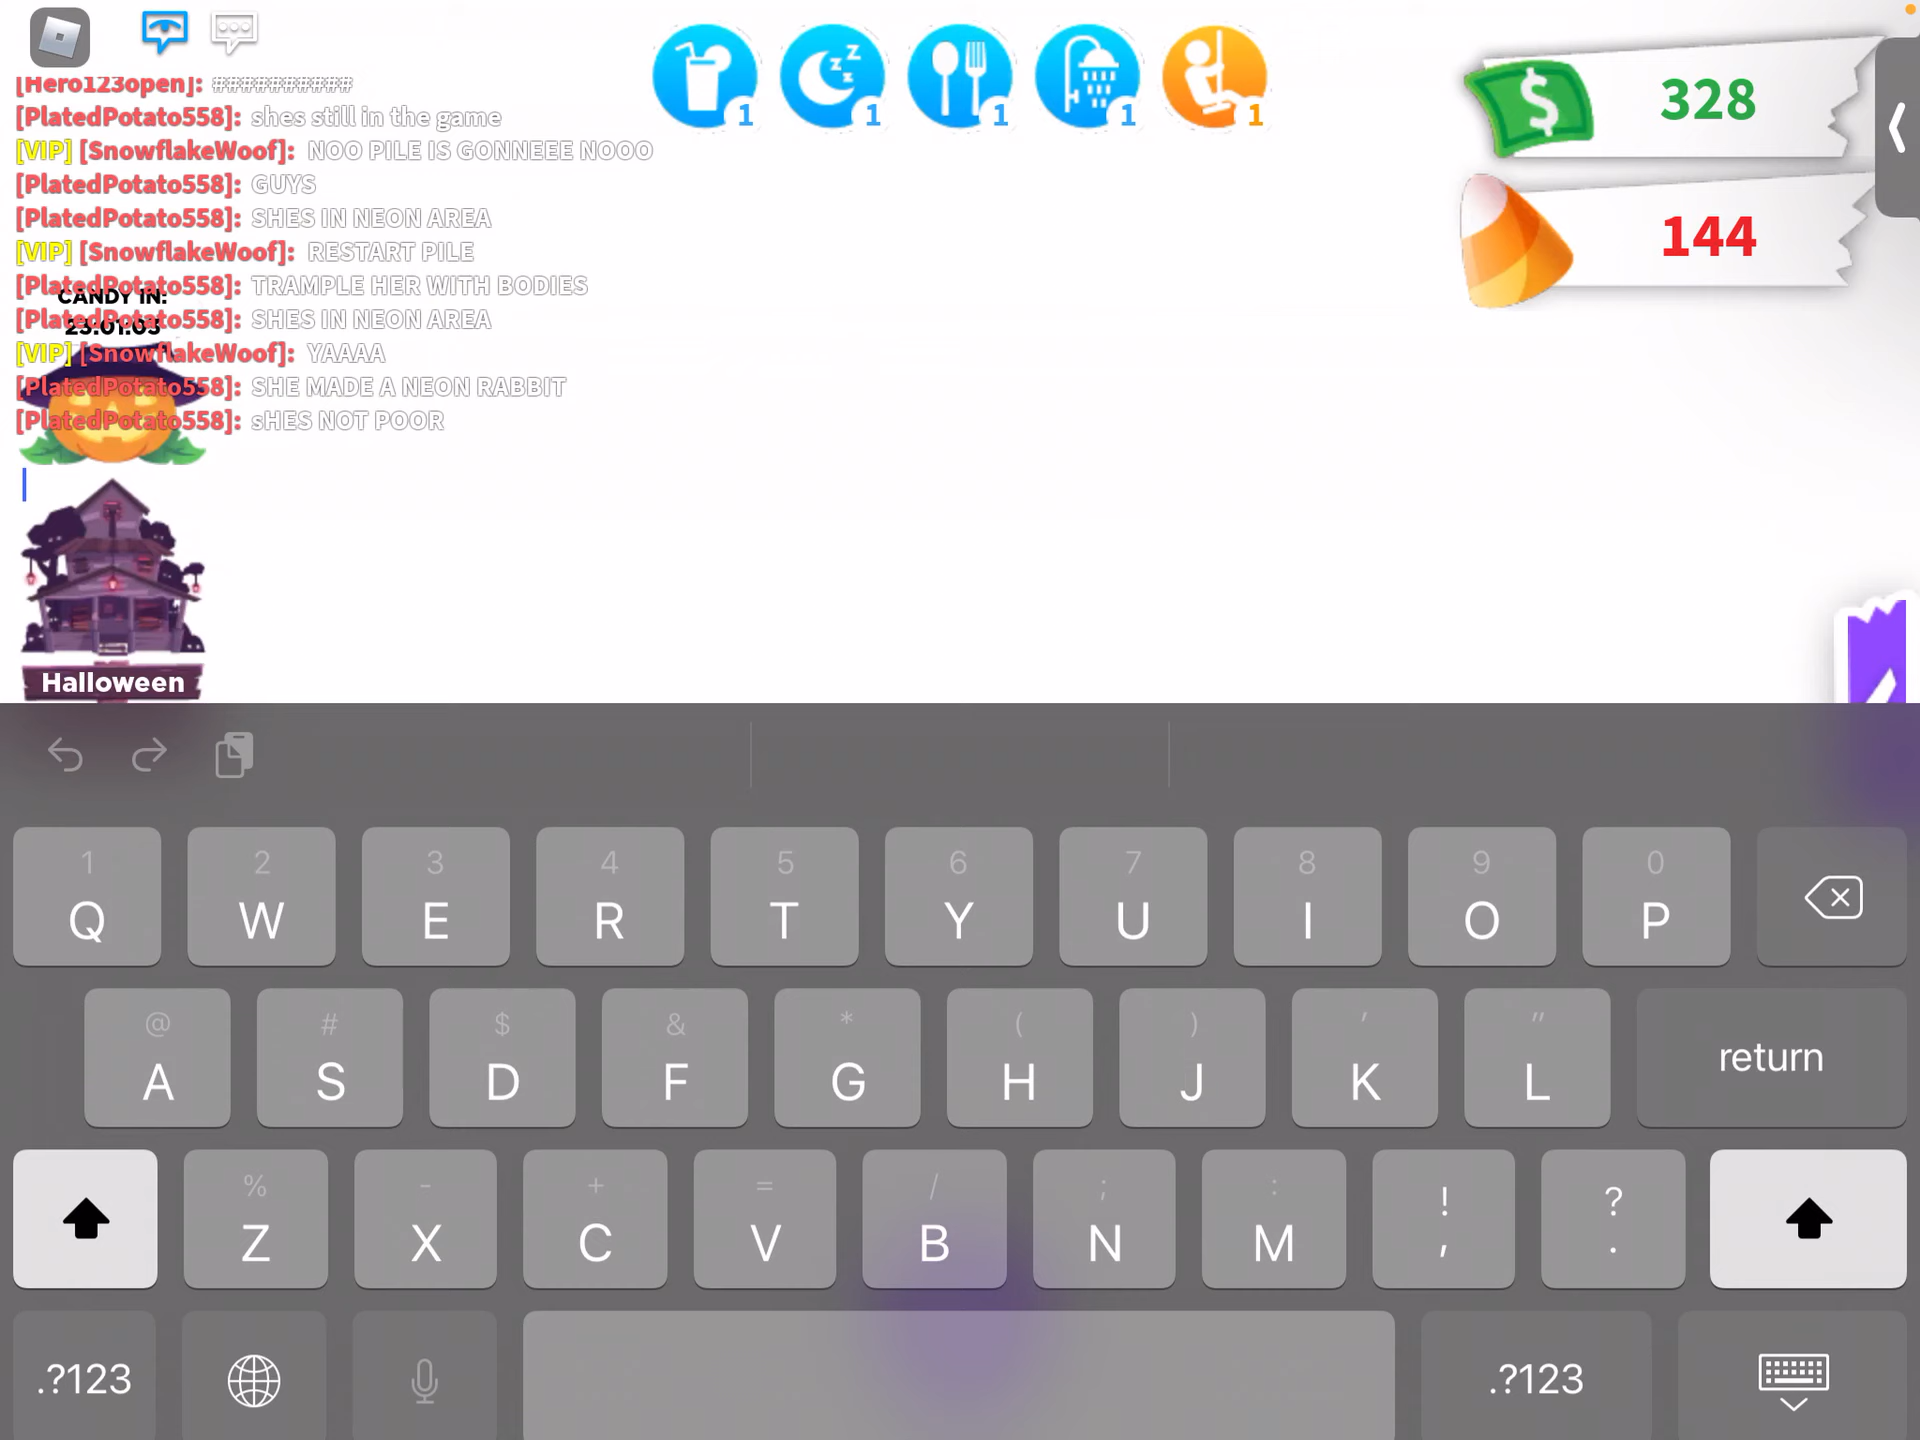 [Hero123open]: ###########
[PlatedPotato558]: shes still in the game
[VIP] [SnowflakeWoof]: NOO PILE IS GONNEEE NOOO
[PlatedPotato558]: GUYS
[PlatedPotato558]: SHES IN NEON AREA
[VIP] [SnowflakeWoof]: RESTART PILE
[PlatedPotato558]: TRAMPLE HER WITH BODIES
CANDY IN:
[PlatedPotato558]: SHES IN NEON AREA
23:01:03
[VIP] [SnowflakeWoof]: YAAAA
[PlatedPotato558]: SHE MADE A NEON RABBIT
[PlatedPotato558]: sHES NOT POOR
Halloween
1 1 1 1 1
328
144
1 2 3 4 5 6 7 8 9 0
Q W E R T Y U I O P
@ # $ & * ( ) ' "
A S D F G H J K L return
% - + = / ; : ! ?
Z X C V B N M , .
.?123 .?123